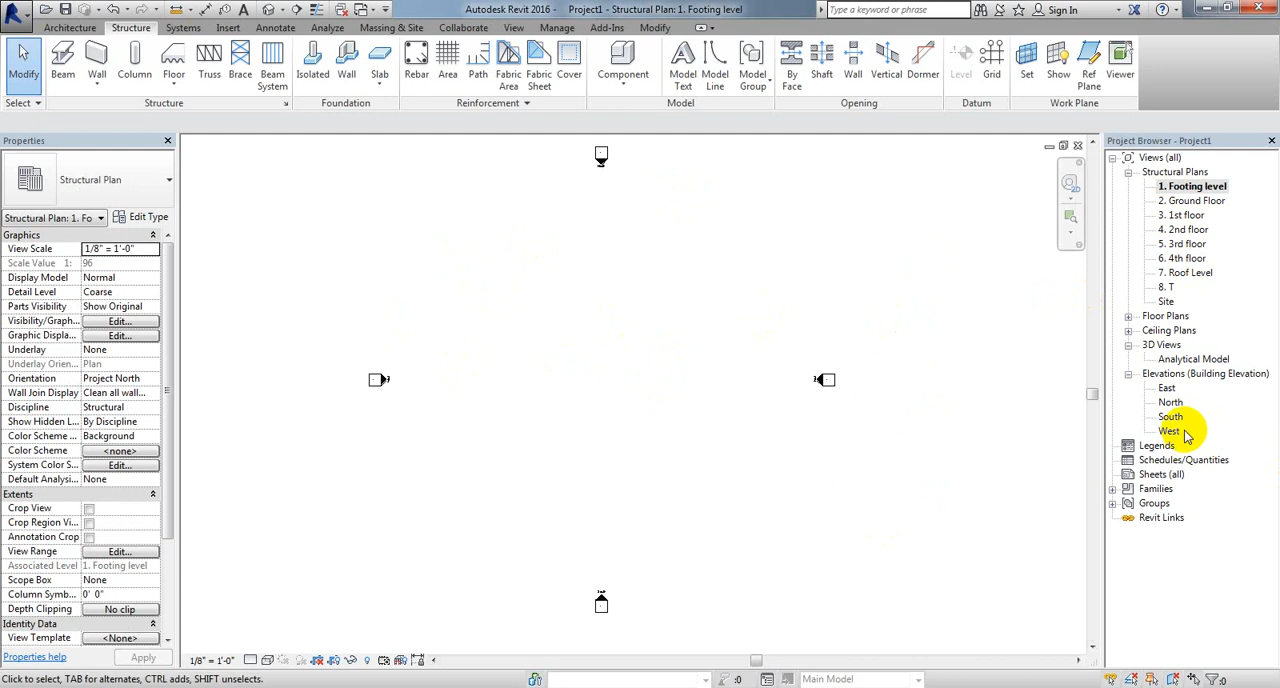 Autodesk Revit 2016 - Project1 - Structural Plan: 1. Footing level
Type a keyword or phrase
Sign In
Architecture Structure Systems Insert Annotate Analyze Massing & Site Collaborate View Manage Add-Ins Modify
Modify Beam Wall Column Floor Truss Brace Beam System Isolated Wall Slab Rebar Area Path Fabric Area Fabric Sheet Cover Component Model Text Model Line Model Group By Face Shaft Wall Vertical Dormer Level Grid Set Show Ref Plane Viewer
Select Structure Foundation Reinforcement Model Opening Datum Work Plane
Properties
Structural Plan
Structural Plan: 1. Fo Edit Type
Graphics
View Scale 1/8" = 1'-0"
Scale Value 1: 96
Display Model Normal
Detail Level Coarse
Parts Visibility Show Original
Visibility/Graph... Edit...
Graphic Displa... Edit...
Underlay None
Underlay Orien... Plan
Orientation Project North
Wall Join Display Clean all wall...
Discipline Structural
Show Hidden L... By Discipline
Color Scheme ... Background
Color Scheme <none>
System Color S... Edit...
Default Analysi... None
Extents
Crop View
Crop Region Vi...
Annotation Crop
View Range Edit...
Associated Level 1. Footing level
Scope Box None
Column Symb... 0' 0"
Depth Clipping No clip
Identity Data
View Template <None>
Properties help Apply
2D
Project Browser - Project1
Views (all)
Structural Plans
1. Footing level
2. Ground Floor
3. 1st floor
4. 2nd floor
5. 3rd floor
6. 4th floor
7. Roof Level
8. T
Site
Floor Plans
Ceiling Plans
3D Views
Analytical Model
Elevations (Building Elevation)
East
North
South
West
Legends
Schedules/Quantities
Sheets (all)
Families
Groups
Revit Links
1/8" = 1'-0"
Click to select, TAB for alternates, CTRL adds, SHIFT unselects.
:0
Main Model
:0